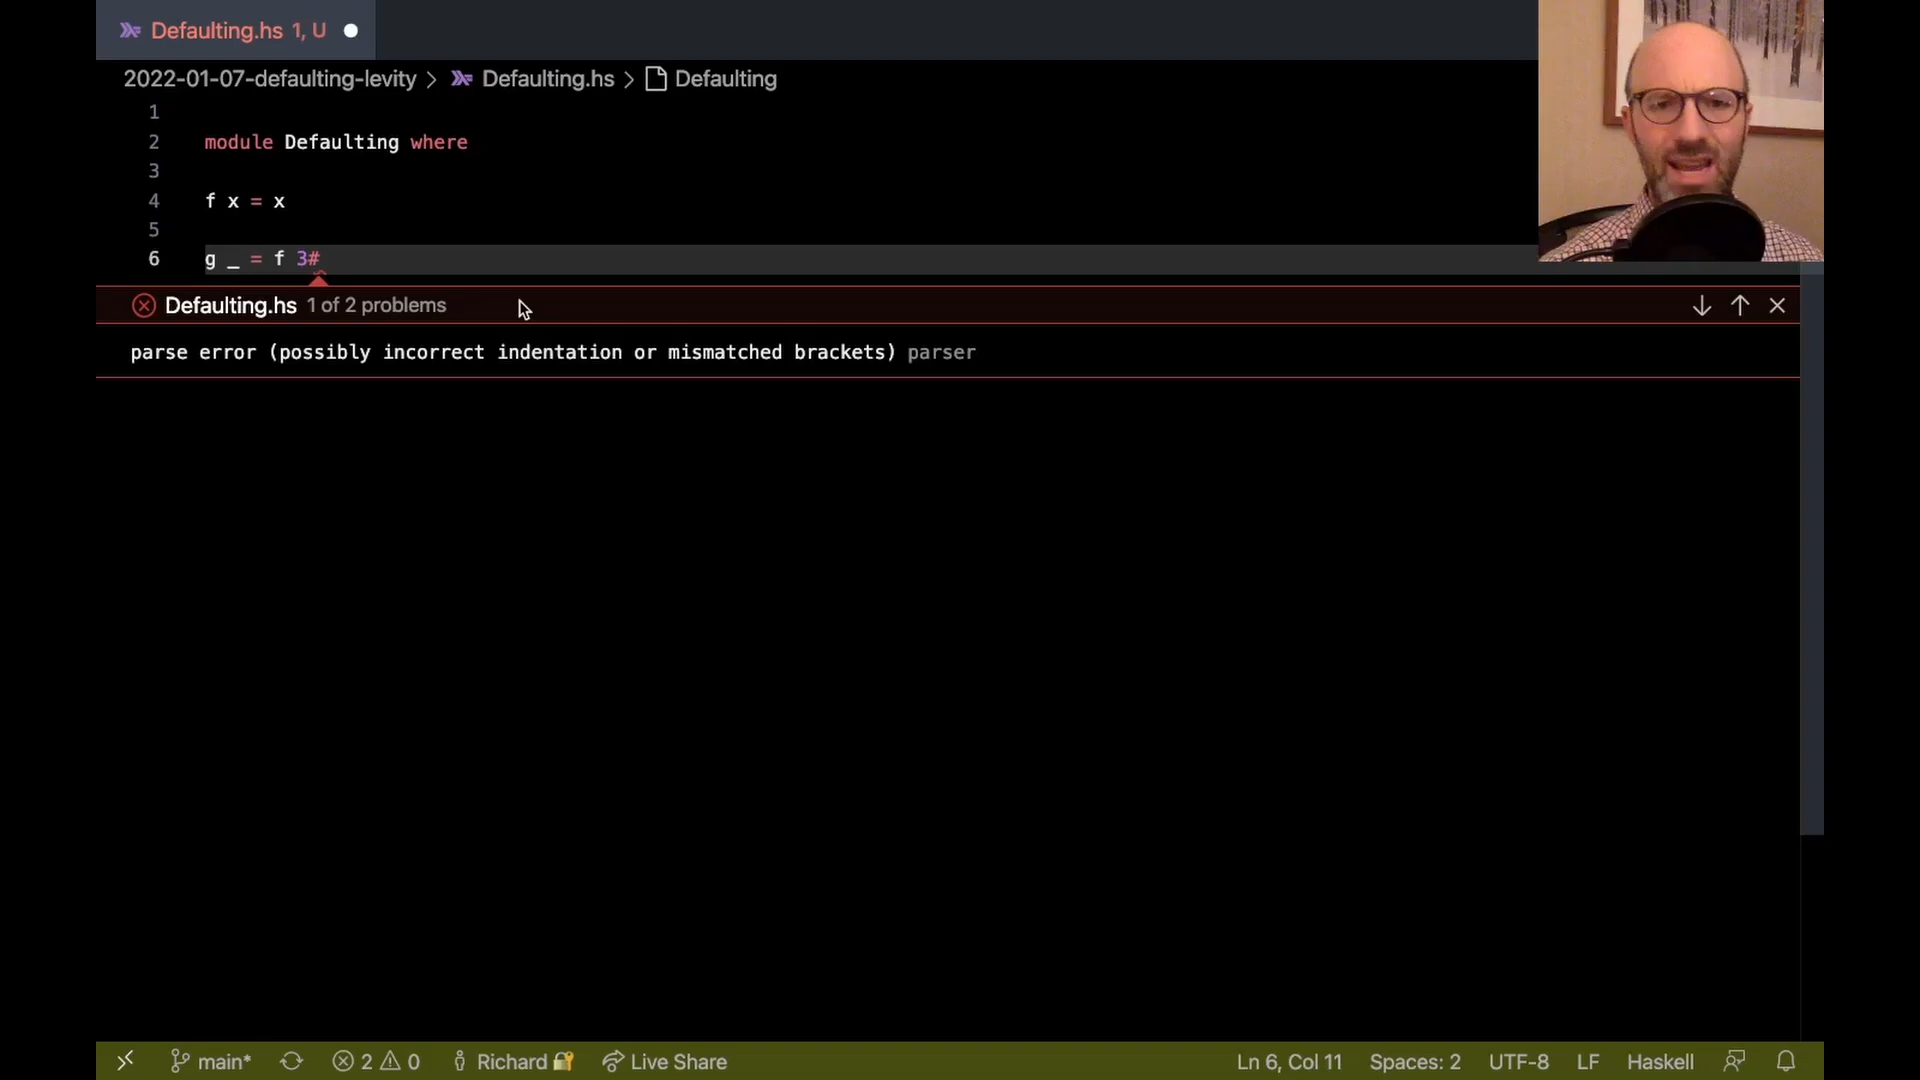 Defaulting.hs 1, U
2022-01-07-defaulting-levity > Defaulting.hs > Defaulting
1
2 module Defaulting where
3
4 f x = x
5
6 g _ = f 3#
Defaulting.hs 1 of 2 problems
parse error (possibly incorrect indentation or mismatched brackets) parser
main* 2 0 Richard Live Share Ln 6, Col 11 Spaces: 2 UTF-8 LF Haskell